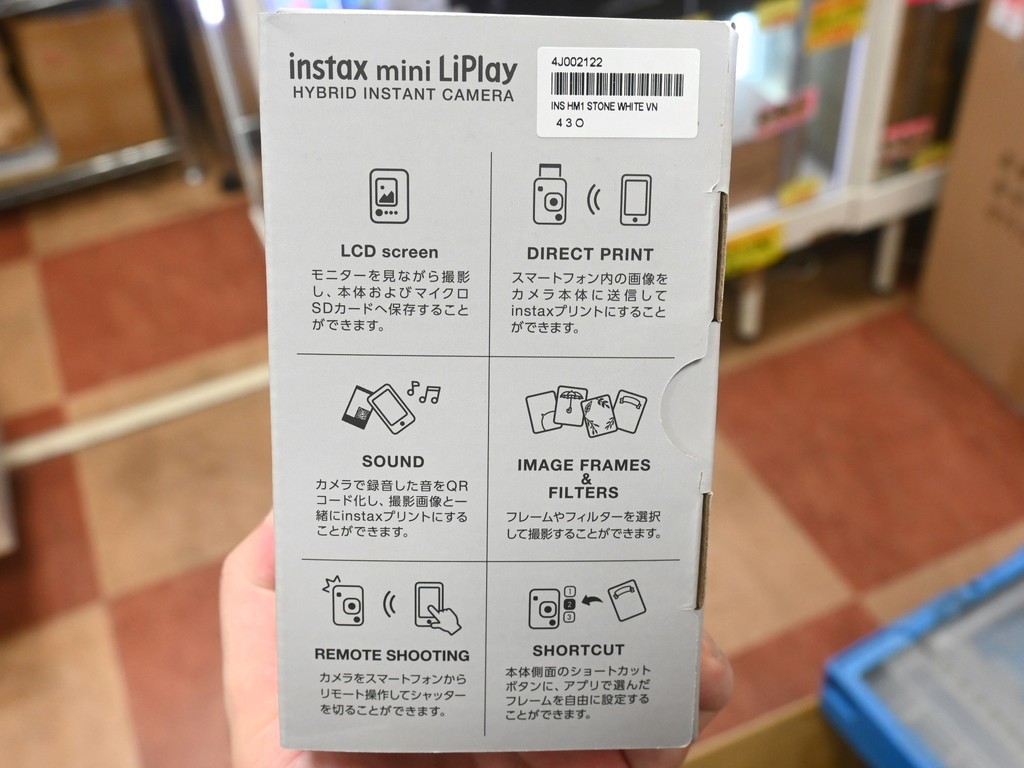 instax mini LiPlay
HYBRID INSTANT CAMERA
4J002122
INS HM1 STONE WHITE VN
430
LCD screen
モニターを見ながら撮影
し、本体およびマイクロ
SDカードへ保存すること
ができます。
DIRECT PRINT
スマートフォン内の画像を
カメラ本体に送信して
instaxプリントにすること
ができます。
SOUND
カメラで録音した音をQR
コード化し、撮影画像と一
緒にinstaxプリントにする
ことができます。
IMAGE FRAMES
&
FILTERS
フレームやフィルターを選択
して撮影することができます。
REMOTE SHOOTING
カメラをスマートフォンから
リモート操作してシャッター
を切ることができます。
1
2
3
SHORTCUT
本体側面のショートカット
ボタンに、アプリで選んだ
フレームを自由に設定する
ことができます。